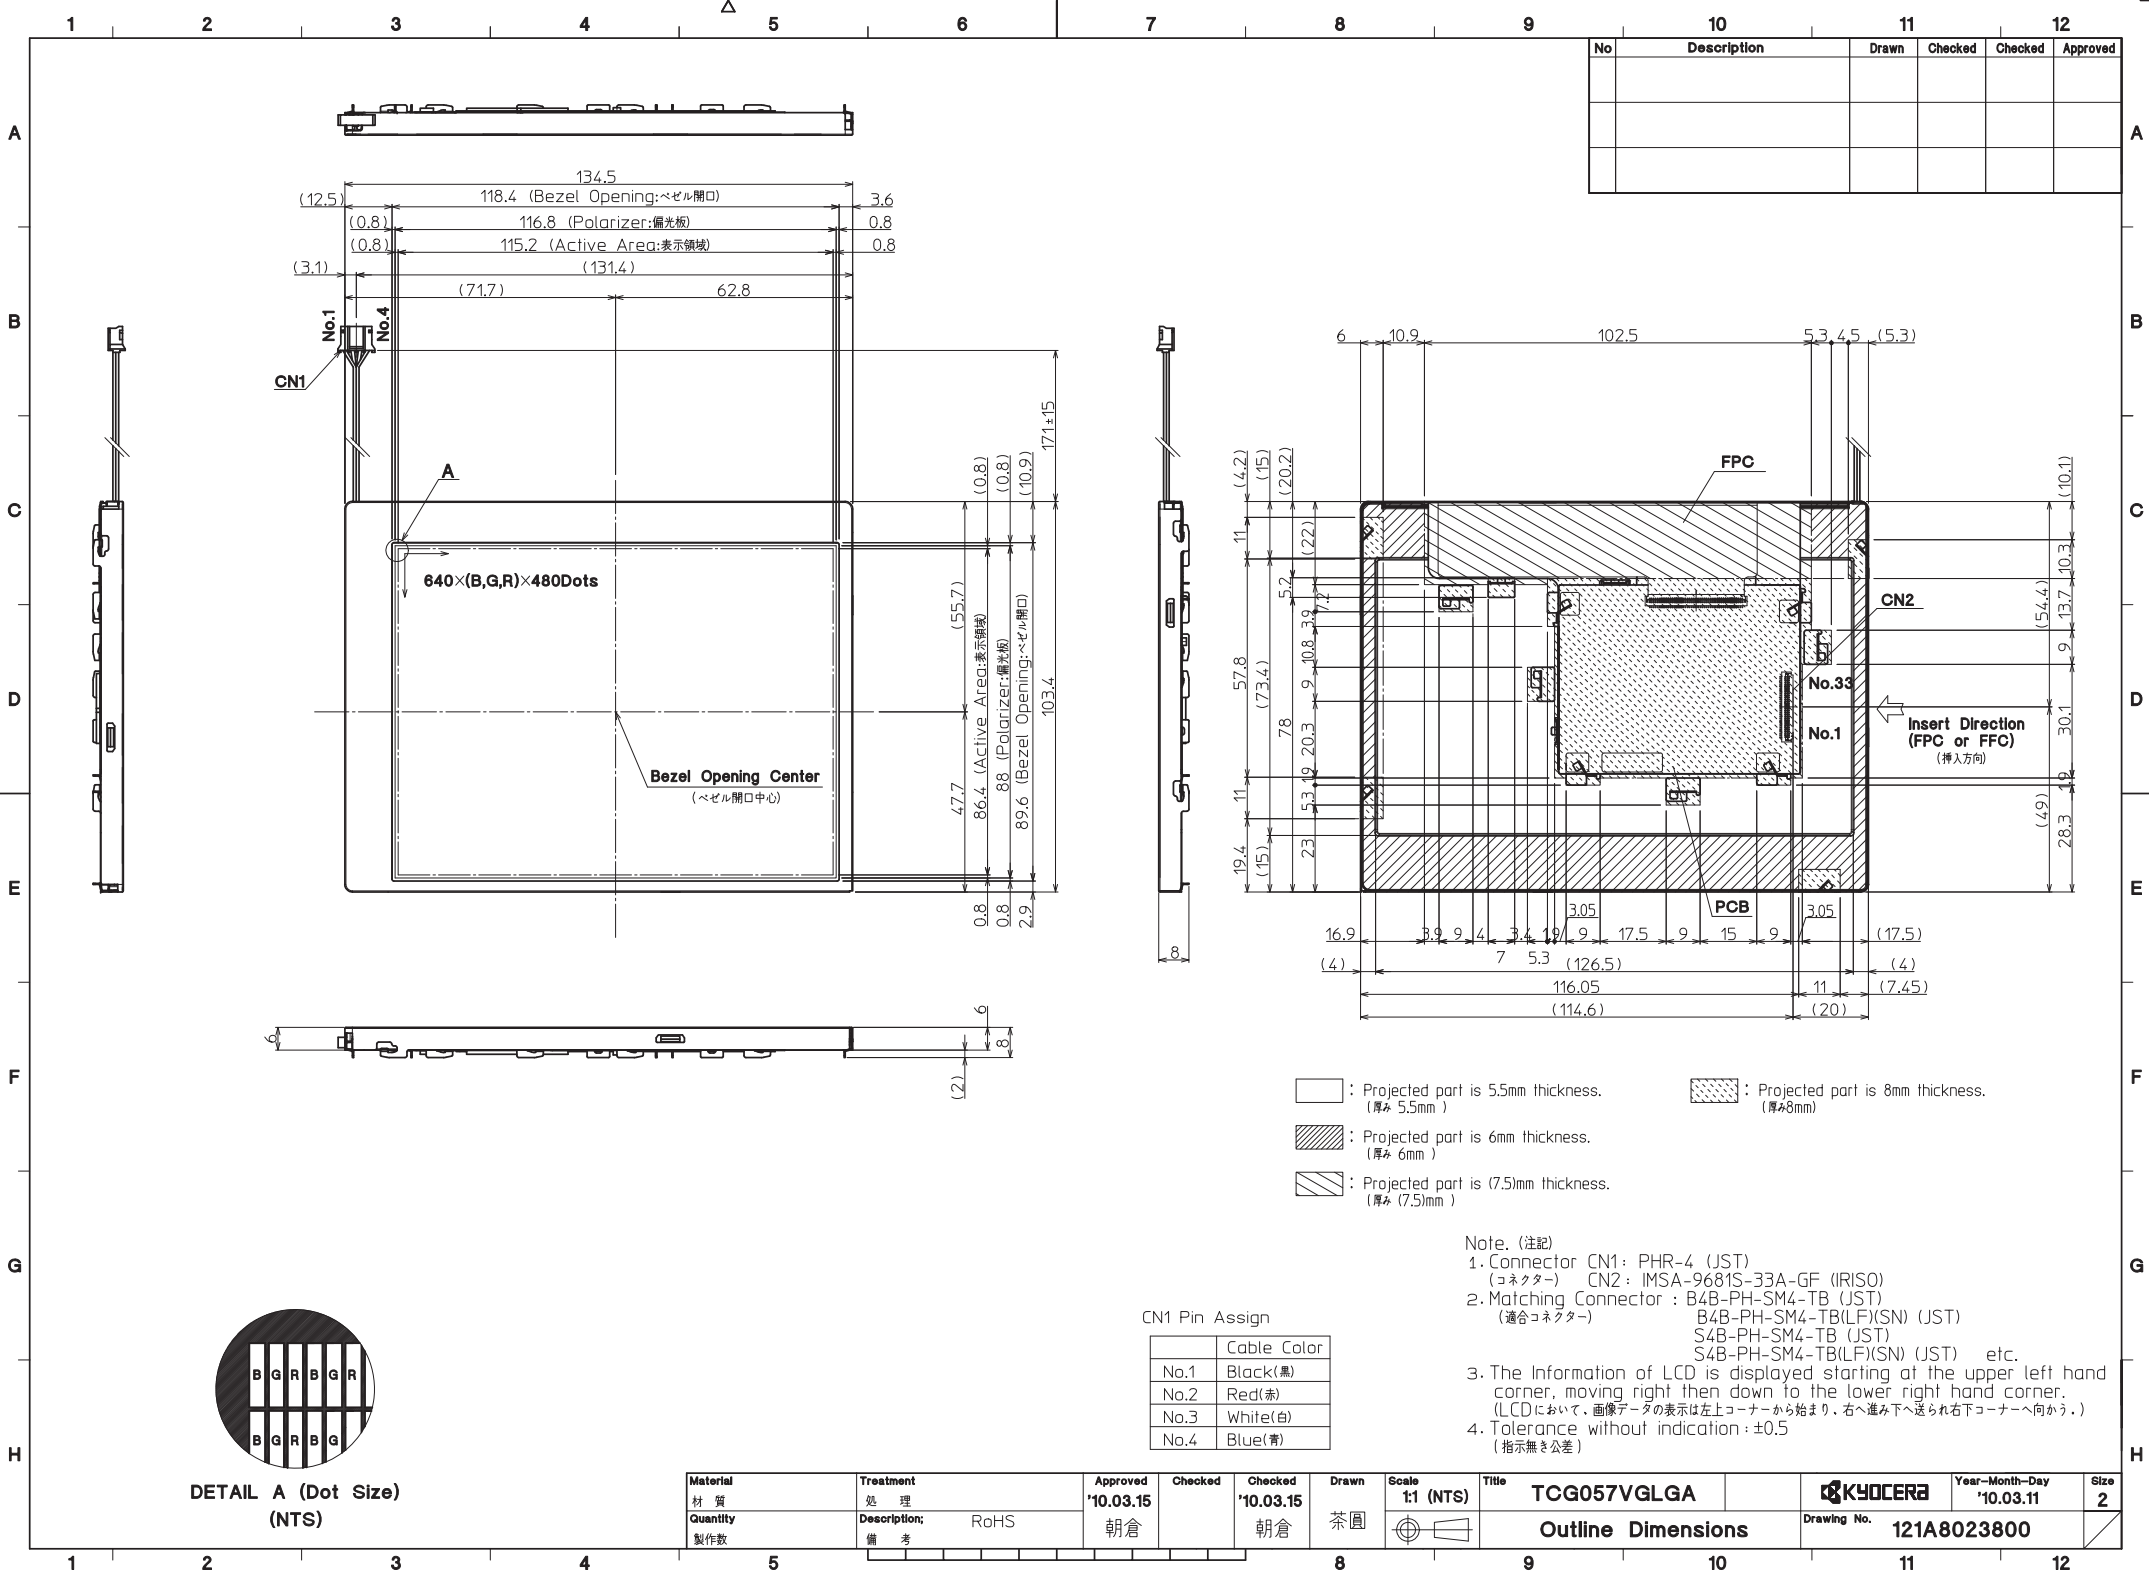 1 2 3 4 5 6 7 8 9 10 11 12
No Description Drawn Checked Checked Approved
A A
B B
C C
D D
E E
F F
G G
H H
134.5
(12.5) 118.4 (Bezel Opening:ベゼル開口) 3.6
(0.8) 116.8 (Polarizer:偏光板) 0.8
(0.8) 115.2 (Active Area:表示領域) 0.8
(3.1) (131.4)
(71.7) 62.8
No.1 No.4
CN1
A
171±15
(0.8) (0.8) (10.9)
640×(B,G,R)×480Dots
(55.7)
47.7
86.4 (Active Area:表示領域)
88 (Polarizer:偏光板)
89.6 (Bezel Opening:ベゼル開口)
103.4
Bezel Opening Center
(ベゼル開口中心)
0.8 0.8 2.9
8
6 10.9 102.5 5.3 4.5 (5.3)
FPC
(4.2) (15) (20.2)
11 (22)
5.2 7.2
3.9
10.8
57.8 (73.4) 9
78 20.3
1.9
11 5.3
19.4 (15) 23
(10.1)
10.3
(54.4) 13.7
9
30.1
1.9
(49) 28.3
CN2
No.33
No.1
Insert Direction
(FPC or FFC)
(挿入方向)
PCB
3.05 3.05
16.9 3.9 9 4 3.4 1.9 9 17.5 9 15 9 (17.5)
7 5.3
(4) (126.5) (4)
116.05 11 (7.45)
(114.6) (20)
6 6 8
(2)
: Projected part is 5.5mm thickness.
(厚み 5.5mm )
: Projected part is 8mm thickness.
(厚み8mm)
: Projected part is 6mm thickness.
(厚み 6mm )
: Projected part is (7.5)mm thickness.
(厚み (7.5)mm )
Note. (注記)
1. Connector CN1: PHR-4 (JST)
(コネクター) CN2: IMSA-9681S-33A-GF (IRISO)
2. Matching Connector : B4B-PH-SM4-TB (JST)
(適合コネクター) B4B-PH-SM4-TB(LF)(SN) (JST)
S4B-PH-SM4-TB (JST)
S4B-PH-SM4-TB(LF)(SN) (JST) etc.
3. The Information of LCD is displayed starting at the upper left hand
corner, moving right then down to the lower right hand corner.
(LCDにおいて、画像データの表示は左上コーナーから始まり、右へ進み下へ送られ右下コーナーへ向かう.)
4. Tolerance without indication : ±0.5
(指示無き公差)
CN1 Pin Assign
Cable Color
No.1 Black(黒)
No.2 Red(赤)
No.3 White(白)
No.4 Blue(青)
B G R B G R
B G R B G
DETAIL A (Dot Size)
(NTS)
Material
材 質
Quantity
製作数
Treatment
処 理
Description; RoHS
備 考
Approved Checked Checked Drawn
'10.03.15 '10.03.15
朝倉 朝倉 茶圓
Scale
1:1 (NTS)
Title TCG057VGLGA
Outline Dimensions
KYOCERA
Year-Month-Day
'10.03.11
Size
2
Drawing No. 121A8023800
1 2 3 4 5 8 9 10 11 12